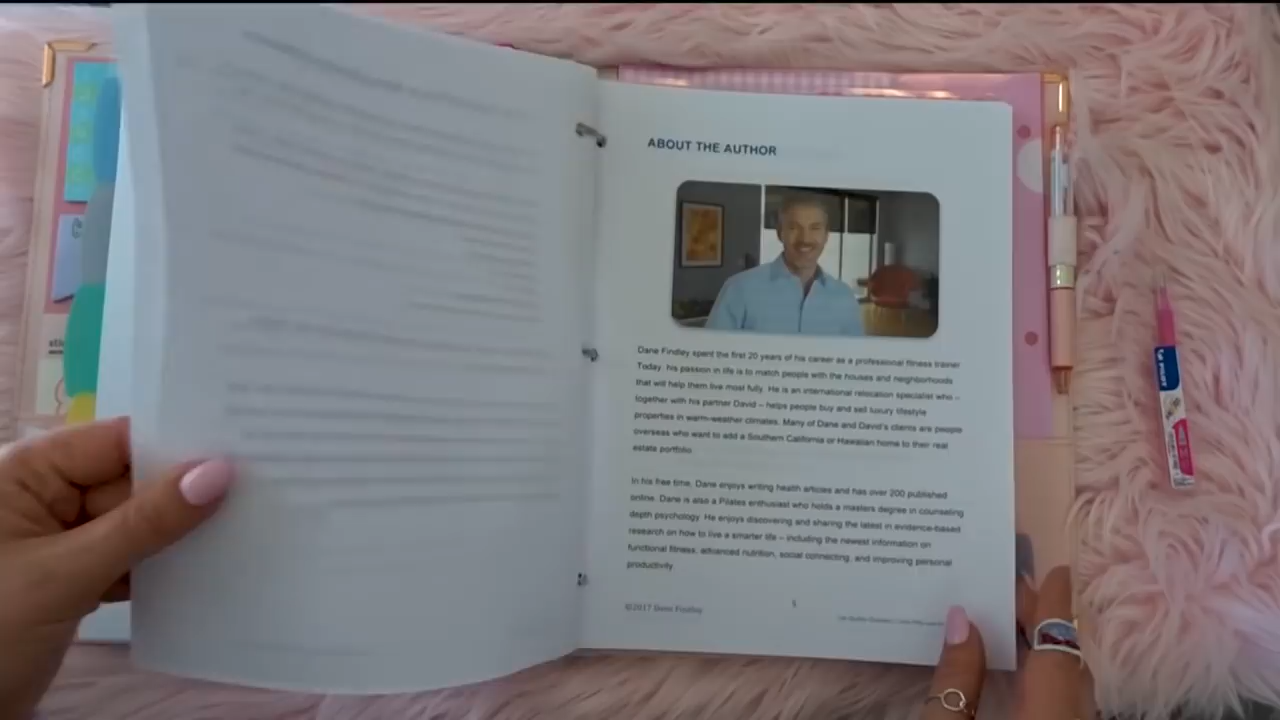 ABOUT THE AUTHOR
Dane Findley spent the first 20 years of his career as a professional fitness trainer
Today, his passion in life is to match people with the houses and neighborhoods
that will help them live most fully. He is an international relocation specialist who –
together with his partner David – helps people buy and sell luxury lifestyle
properties in warm-weather climates. Many of Dane and David's clients are people
overseas who want to add a Southern California or Hawaiian home to their real
estate portfolio.
In his free time, Dane enjoys writing health articles and has over 200 published
online. Dane is also a Pilates enthusiast who holds a masters degree in counseling
depth psychology. He enjoys discovering and sharing the latest in evidence-based
research on how to live a smarter life – including the newest information on
functional fitness, advanced nutrition, social connecting, and improving personal
productivity.
©2017 Dane Findley
5
PILOT